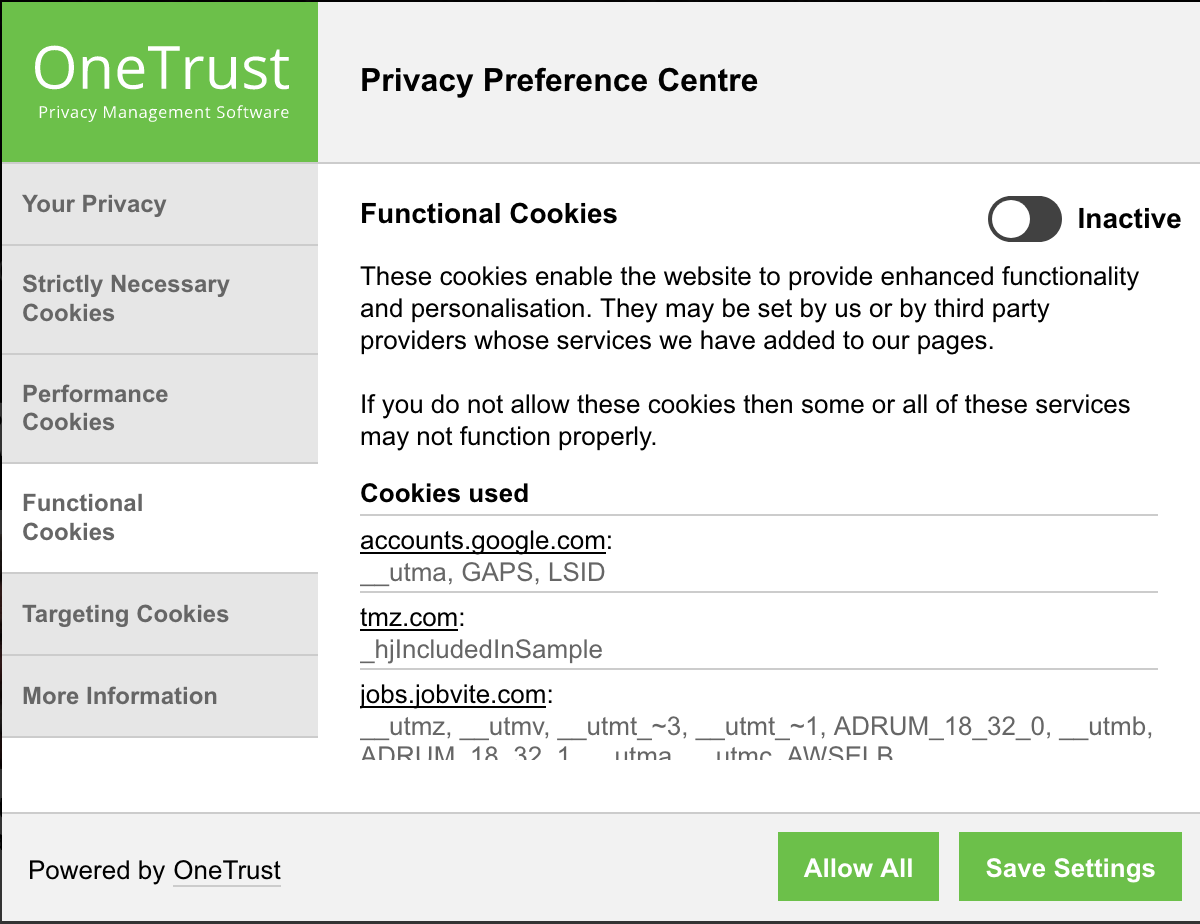 OneTrust
Privacy Management Software
Privacy Preference Centre
Your Privacy
Strictly Necessary
Cookies
Performance
Cookies
Functional
Cookies
Targeting Cookies
More Information
Functional Cookies
Inactive
These cookies enable the website to provide enhanced functionality
and personalisation. They may be set by us or by third party
providers whose services we have added to our pages.
If you do not allow these cookies then some or all of these services
may not function properly.
Cookies used
accounts.google.com:
__utma, GAPS, LSID
tmz.com:
_hjIncludedInSample
jobs.jobvite.com:
__utmz, __utmv, __utmt_~3, __utmt_~1, ADRUM_18_32_0, __utmb,
ADRUM_18_32_1, __utma, __utmc, AWSELB
Powered by OneTrust
Allow All
Save Settings